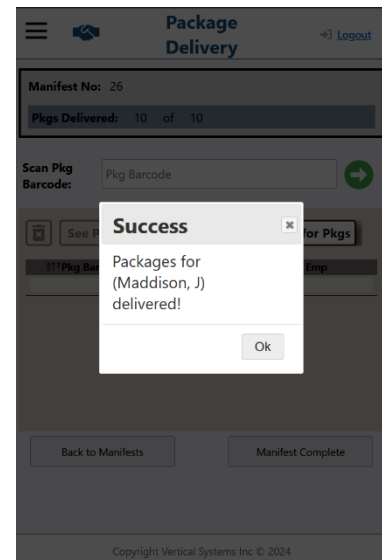 Package
Delivery
Logout
Manifest No: 26
Pkgs Delivered: 10 of 10
Scan Pkg
Barcode:
Pkg Barcode
See P
for Pkgs
Success
Packages for
(Maddison, J)
delivered!
Ok
Pkg Bar
Emp
Back to Manifests
Manifest Complete
Copyright Vertical Systems Inc © 2024